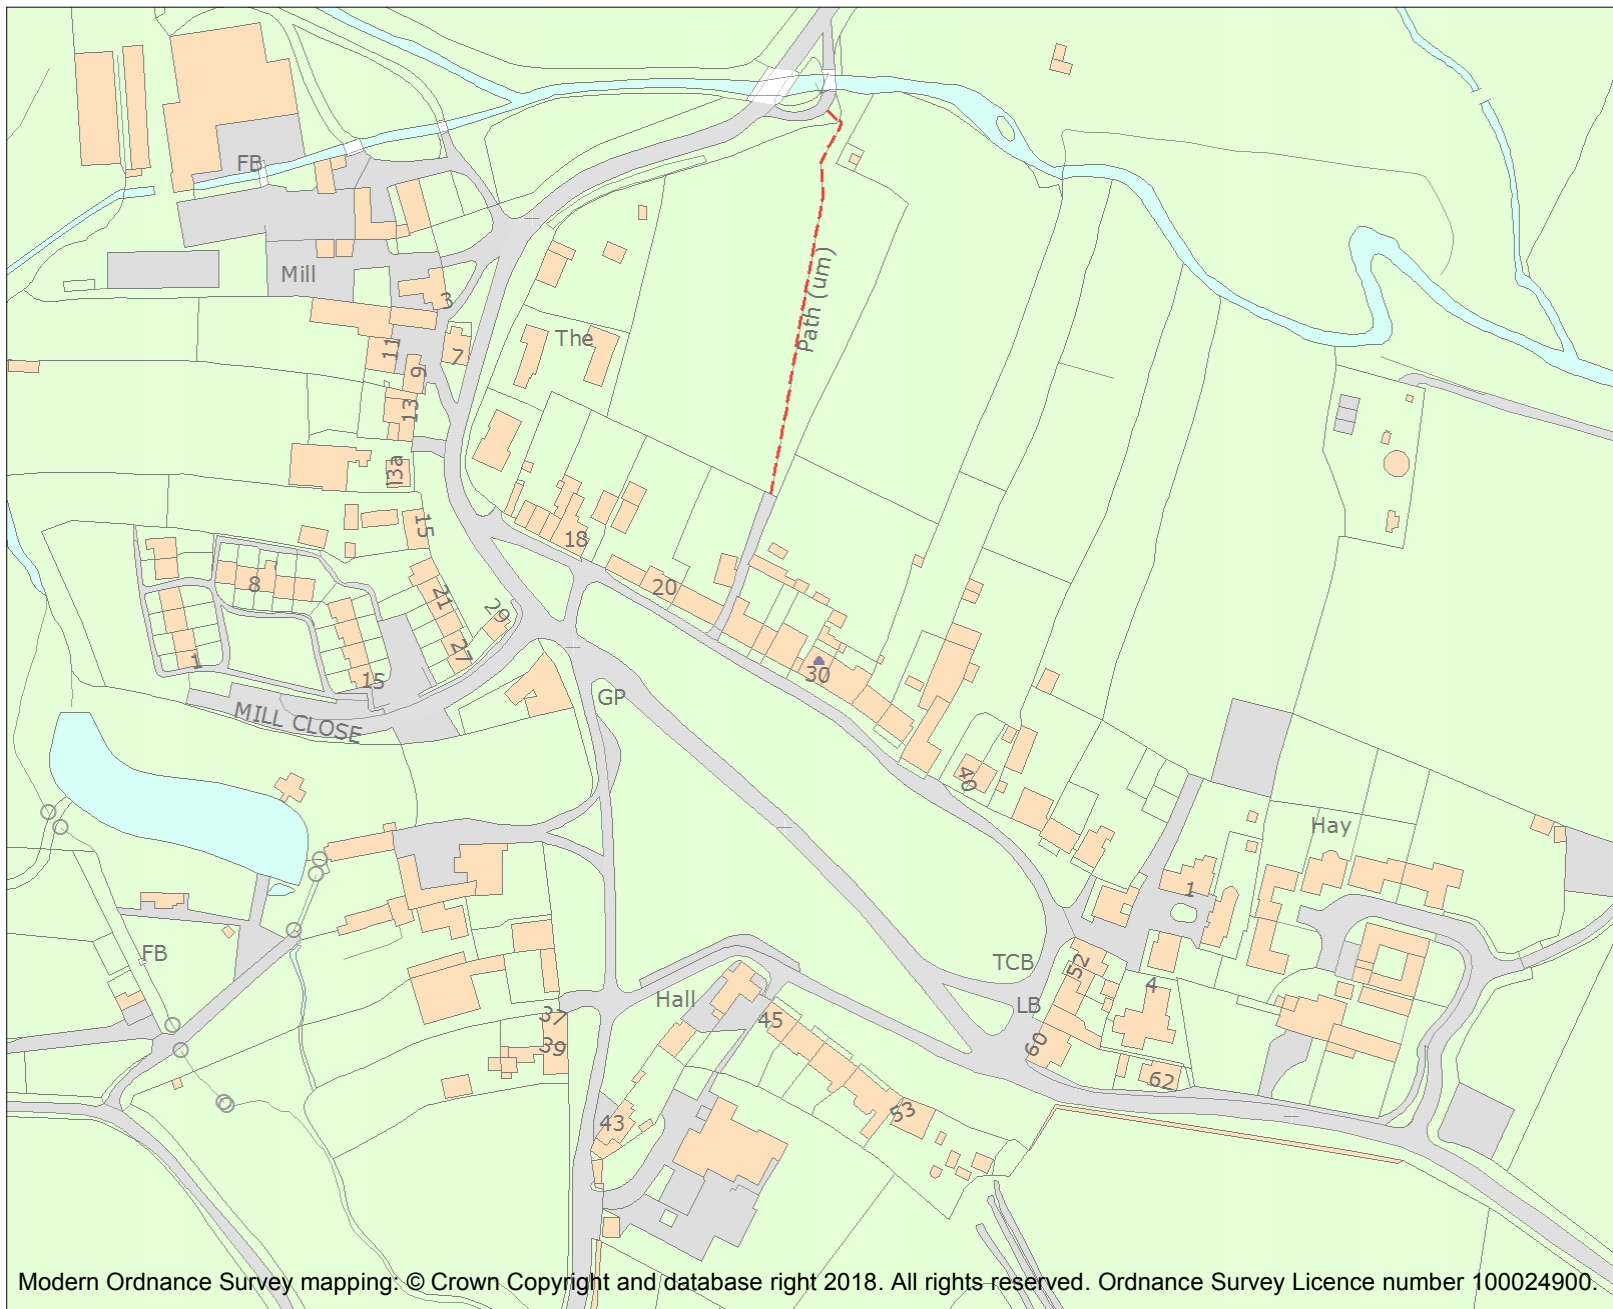 FB
Mill
3
The
Path (um)
11
7
9
13
13a
15
18
20
8
21
29
27
1
15
30
GP
MILL CLOSE
40
Hay
1
FB
TCB
52
4
Hall
LB
37
45
39
60
62
43
53
Modern Ordnance Survey mapping: © Crown Copyright and database right 2018. All rights reserved. Ordnance Survey Licence number 100024900.